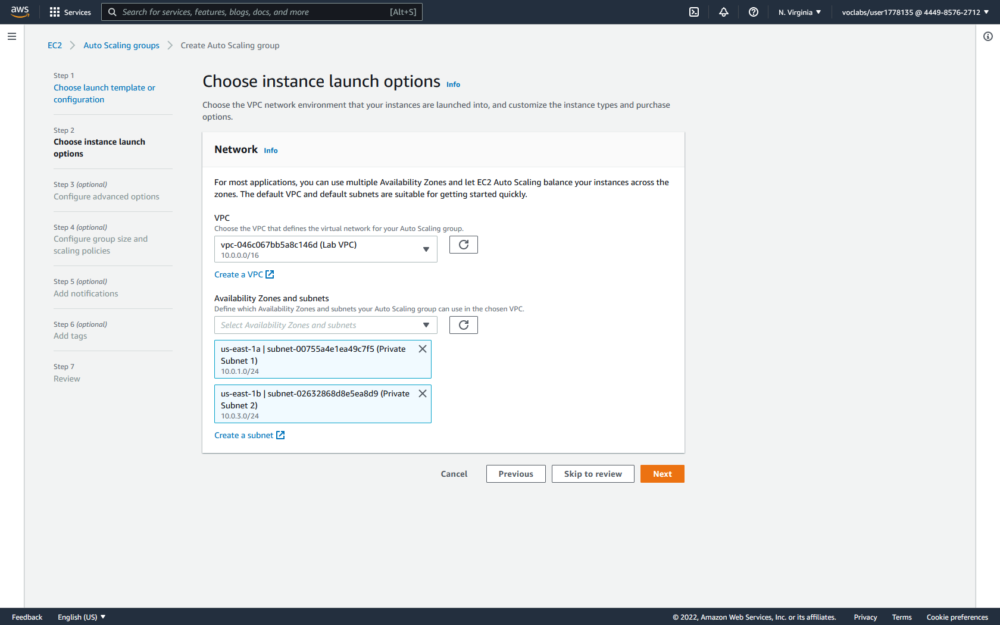 aws
Services
Search for services, features, blogs, docs, and more
[Alt+S]
N. Virginia
voclabs/user1778135 @ 4449-8576-2712
EC2
Auto Scaling groups
Create Auto Scaling group
Step 1
Choose launch template or
configuration
Step 2
Choose instance launch
options
Step 3 (optional)
Configure advanced options
Step 4 (optional)
Configure group size and
scaling policies
Step 5 (optional)
Add notifications
Step 6 (optional)
Add tags
Step 7
Review
Choose instance launch options Info
Choose the VPC network environment that your instances are launched into, and customize the instance types and purchase
options.
Network Info
For most applications, you can use multiple Availability Zones and let EC2 Auto Scaling balance your instances across the
zones. The default VPC and default subnets are suitable for getting started quickly.
VPC
Choose the VPC that defines the virtual network for your Auto Scaling group.
vpc-046c067bb5a8c146d (Lab VPC)
10.0.0.0/16
Create a VPC
Availability Zones and subnets
Define which Availability Zones and subnets your Auto Scaling group can use in the chosen VPC.
Select Availability Zones and subnets
us-east-1a | subnet-00755a4e1ea49c7f5 (Private
Subnet 1)
10.0.1.0/24
us-east-1b | subnet-02632868d8e5ea8d9 (Private
Subnet 2)
10.0.3.0/24
Create a subnet
Cancel
Previous
Skip to review
Next
Feedback
English (US)
© 2022, Amazon Web Services, Inc. or its affiliates.
Privacy
Terms
Cookie preferences